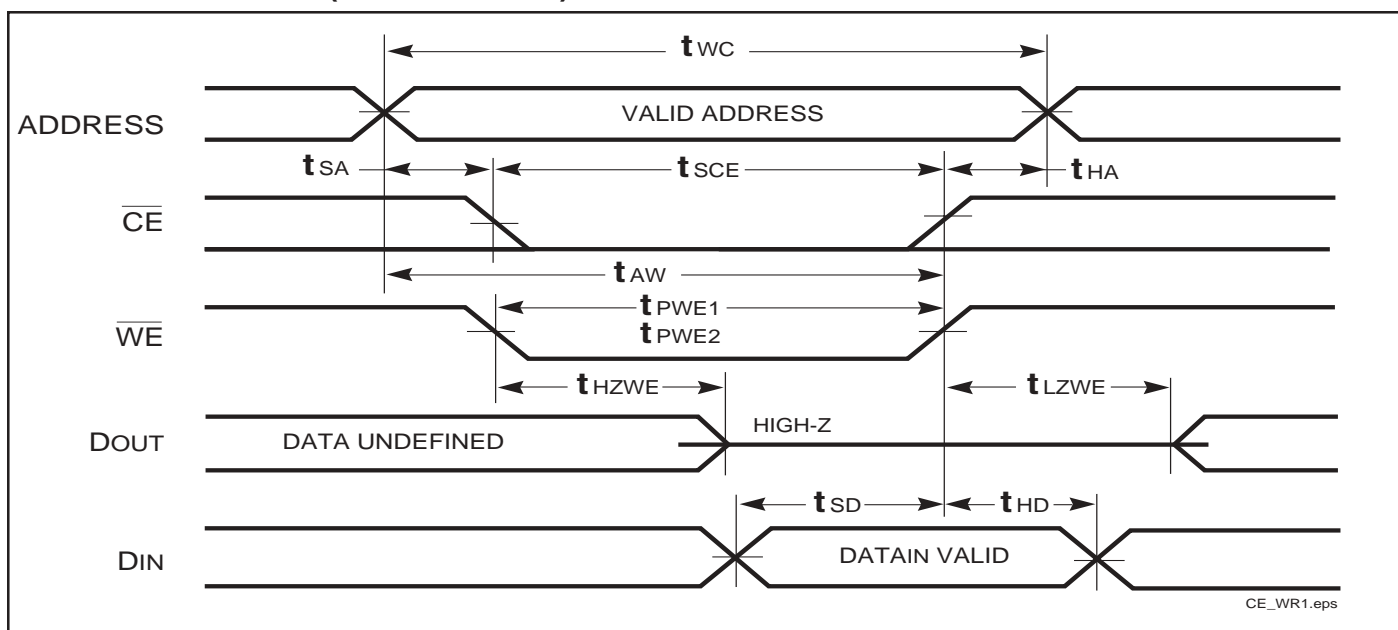 tWC
ADDRESS
VALID ADDRESS
tSA
tSCE
tHA
CE
tAW
WE
tPWE1
tPWE2
tHZWE
tLZWE
DOUT
DATA UNDEFINED
HIGH-Z
tSD
tHD
DIN
DATAIN VALID
CE_WR1.eps